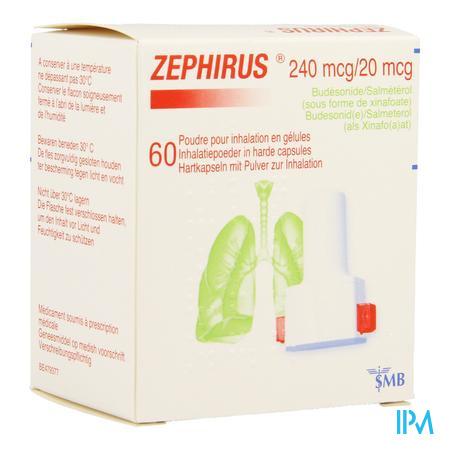 ZEPHIRUS ® 240 mcg/20 mcg
Budésonide/Salmétérol
(sous forme de xinafoate)
Budesonid(e)/Salmeterol
(als Xinafo(a)at)
60 Poudre pour inhalation en gélules
Inhalatiepoeder in harde capsules
Hartkapseln mit Pulver zur Inhalation
SMB
A conserver à une température
ne dépassant pas 30°C
Conserver le flacon soigneusement
fermé à l'abri de la lumière et
de l'humidité
Bewaren beneden 30° C
De fles zorgvuldig gesloten houden
ter bescherming tegen licht en vocht
Nicht über 30°C lagern
Die Flasche fest verschlossen halten,
um den Inhalt vor Licht und
Feuchtigkeit zu schützen
Médicament soumis à prescription
médicale
Geneesmiddel op medish voorschrift
Verschreibungspflichtig
BE479377
IPM